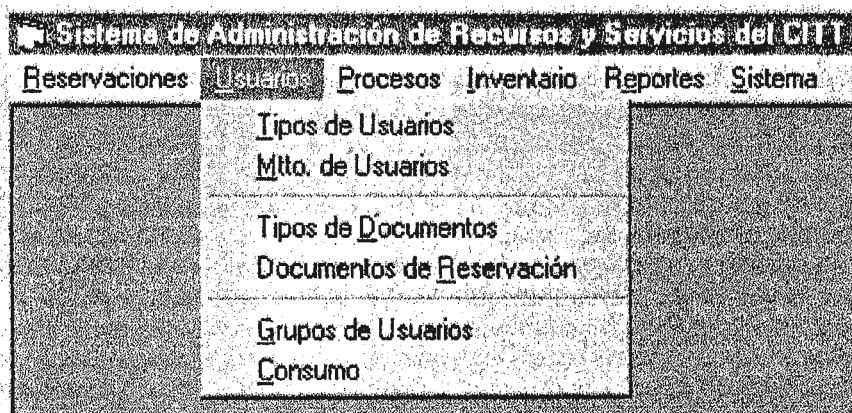 Sistema de Administración de Recursos y Servicios del CITT
Reservaciones Usuarios Procesos Inventario Reportes Sistema
Tipos de Usuarios
Mtto. de Usuarios
Tipos de Documentos
Documentos de Reservación
Grupos de Usuarios
Consumo